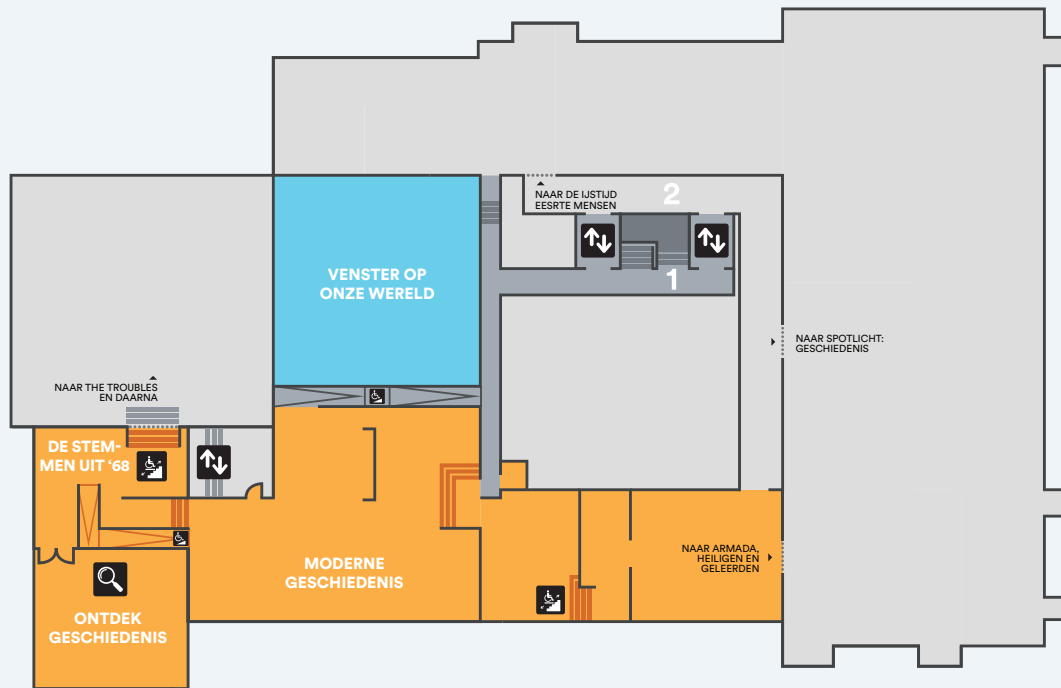 NAAR DE IJSTIJD
EESRTE MENSEN
2
1
VENSTER OP
ONZE WERELD
NAAR SPOTLICHT:
GESCHIEDENIS
NAAR THE TROUBLES
EN DAARNA
DE STEM-
MEN UIT ‘68
MODERNE
GESCHIEDENIS
NAAR ARMADA,
HEILIGEN EN
GELEERDEN
ONTDEK
GESCHIEDENIS